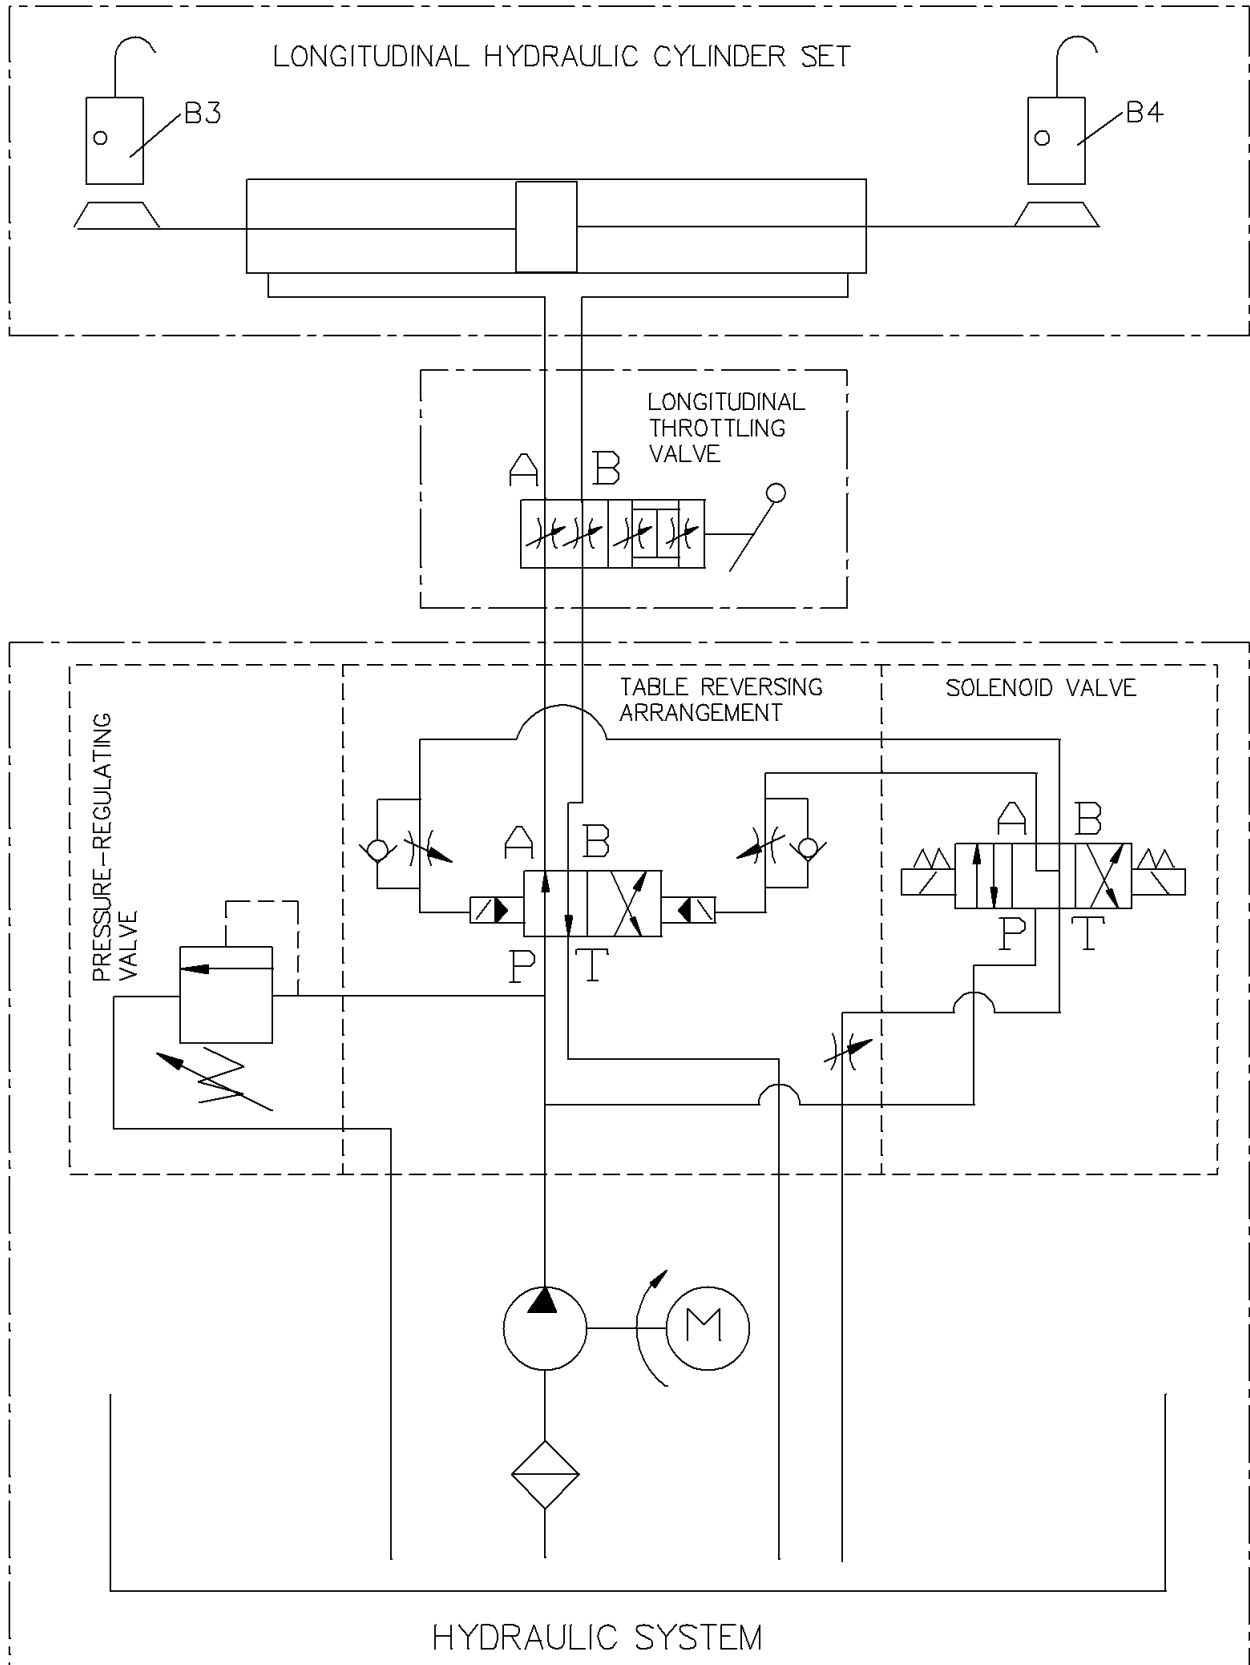 LONGITUDINAL HYDRAULIC CYLINDER SET
B3
B4
LONGITUDINAL
THROTTLING
VALVE
A
B
TABLE REVERSING
ARRANGEMENT
SOLENOID VALVE
PRESSURE-REGULATING
VALVE
A
B
A
B
P
T
P
T
M
HYDRAULIC SYSTEM